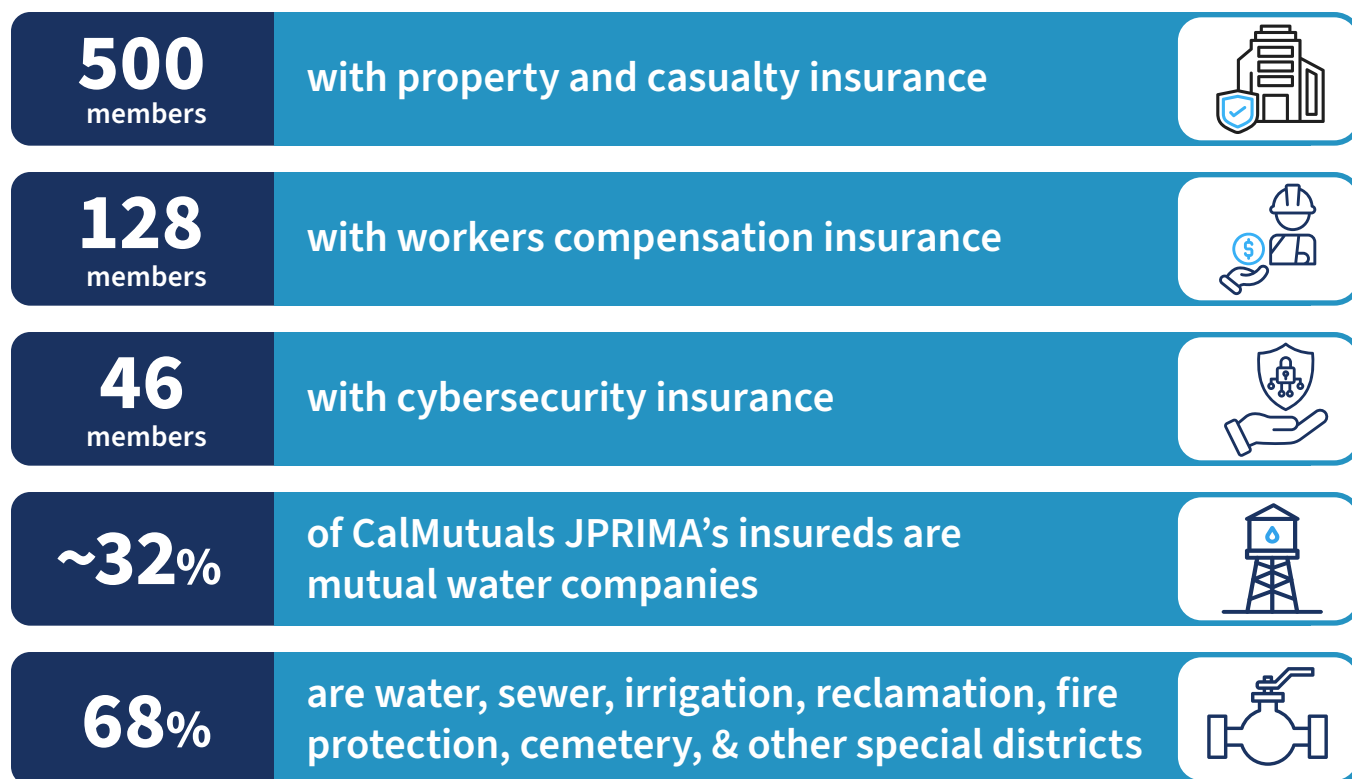 500
members
with property and casualty insurance
128
members
with workers compensation insurance
$
46
members
with cybersecurity insurance
~32%
of CalMutuals JPRIMA’s insureds are
mutual water companies
68%
are water, sewer, irrigation, reclamation, fire
protection, cemetery, & other special districts